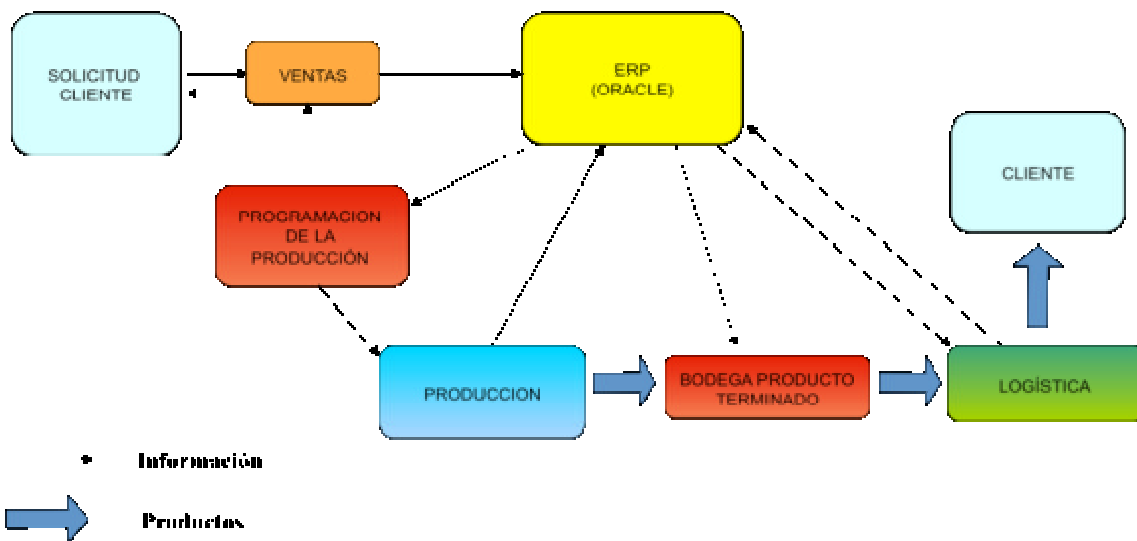 SOLICITUD
CLIENTE
VENTAS
ERP
(ORACLE)
CLIENTE
PROGRAMACION
DE LA
PRODUCCIÓN
PRODUCCION
BODEGA PRODUCTO
TERMINADO
LOGÍSTICA
Información
Productos